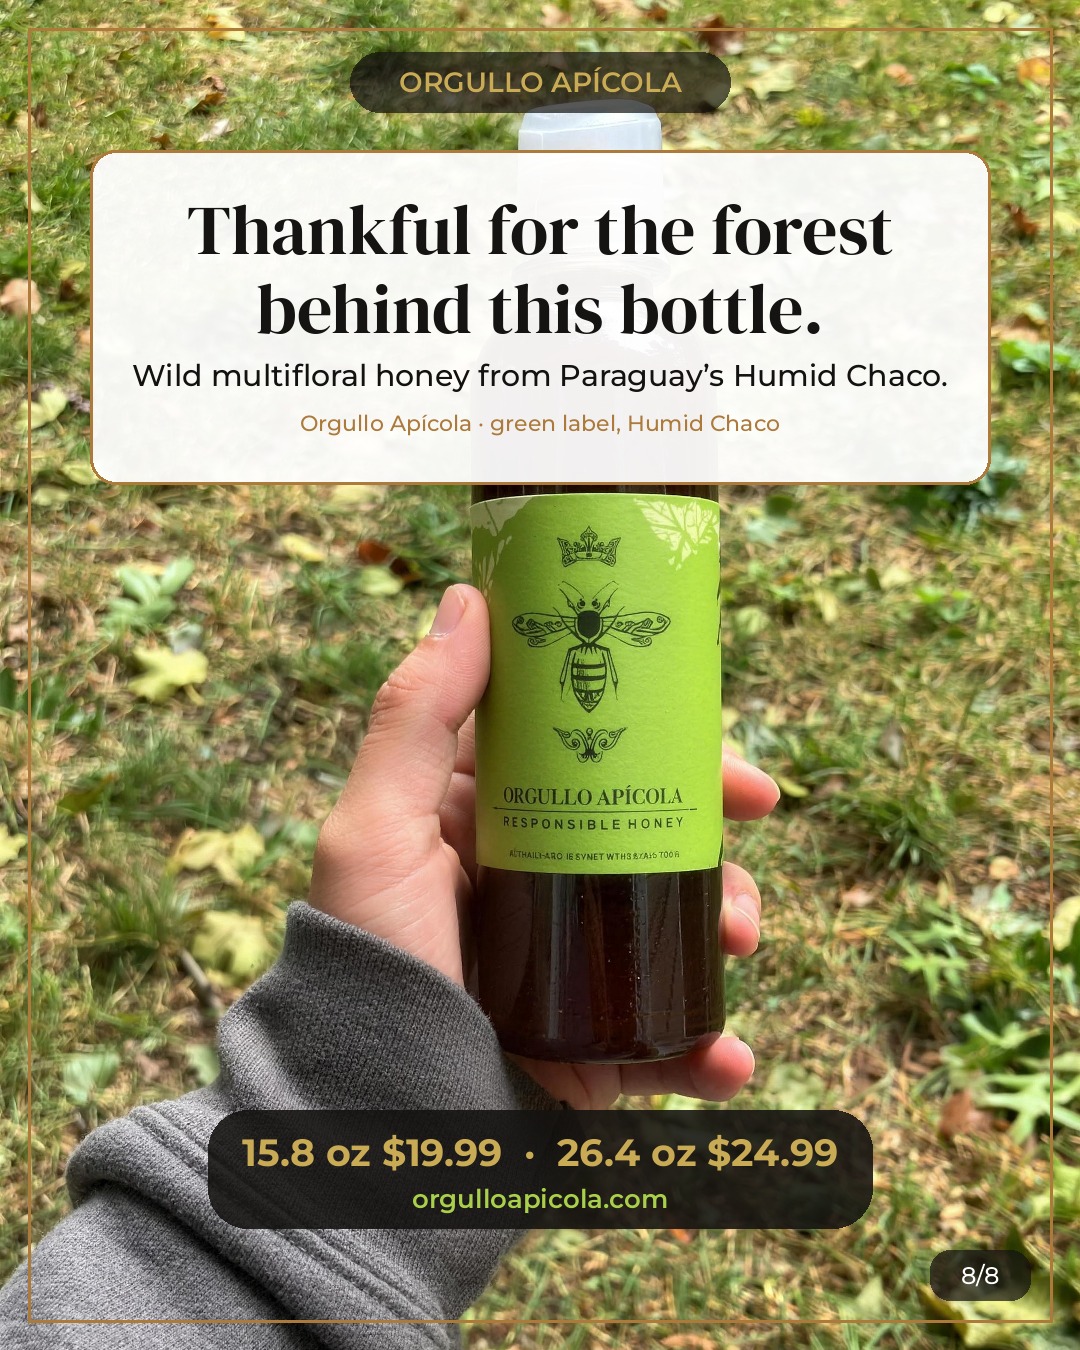 ORGULLO APÍCOLA
Thankful for the forest
behind this bottle.
Wild multifloral honey from Paraguay’s Humid Chaco.
Orgullo Apícola · green label, Humid Chaco
ORGULLO APÍCOLA
RESPONSIBLE HONEY
15.8 oz $19.99 · 26.4 oz $24.99
orgulloapicola.com
8/8